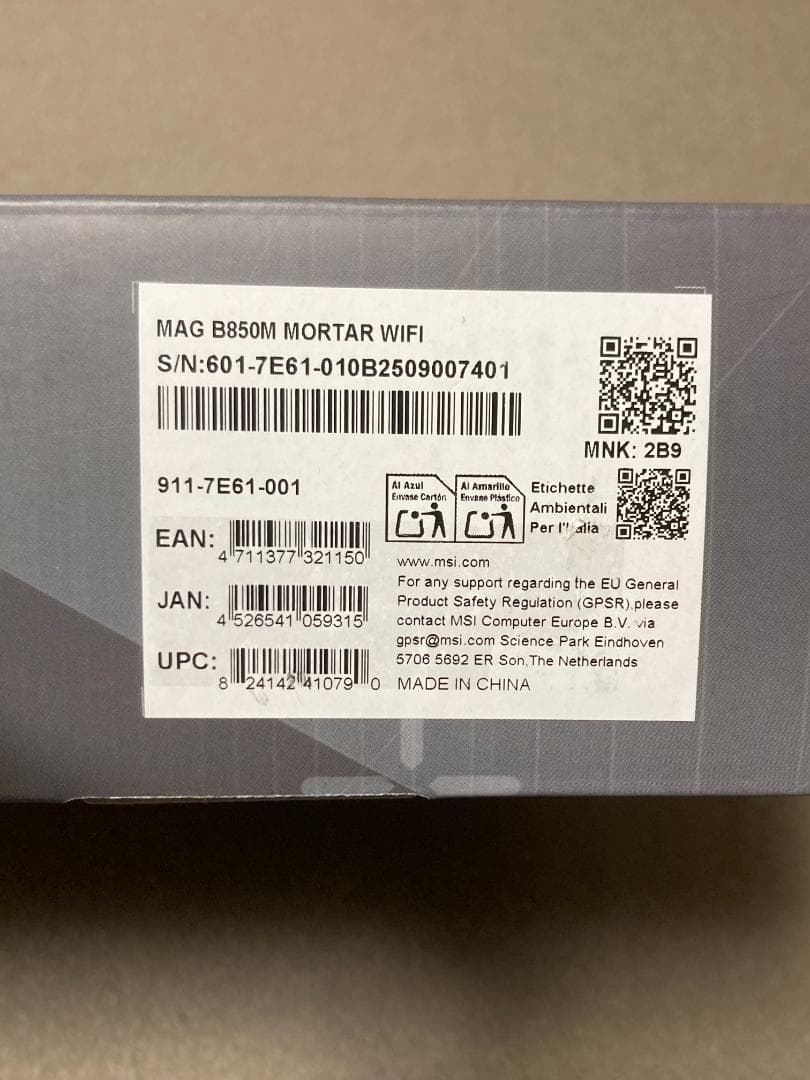 MAG B850M MORTAR WIFI
S/N:601-7E61-010B2509007401
MNK: 2B9
911-7E61-001
Al Azul
Envase Cartón
Al Amarillo
Envase Plástico
Etichette
Ambientali
Per
EAN:
4 711377 321150
JAN:
4 526541 059315
UPC:
8 24142 41079 0
www.msi.com
For any support regarding the EU General
Product Safety Regulation (GPSR),please
contact MSI Computer Europe B.V. via
gpsr@msi.com Science Park Eindhoven
5706 5692 ER Son,The Netherlands
MADE IN CHINA